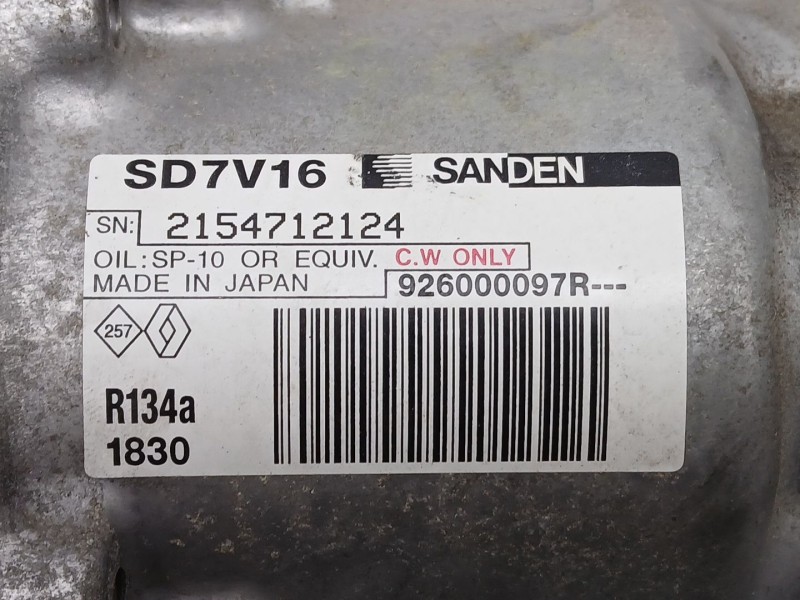 SD7V16 SANDEN
SN: 2154712124
OIL: SP-10 OR EQUIV. C.W ONLY
MADE IN JAPAN 926000097R---
257
R134a
1830